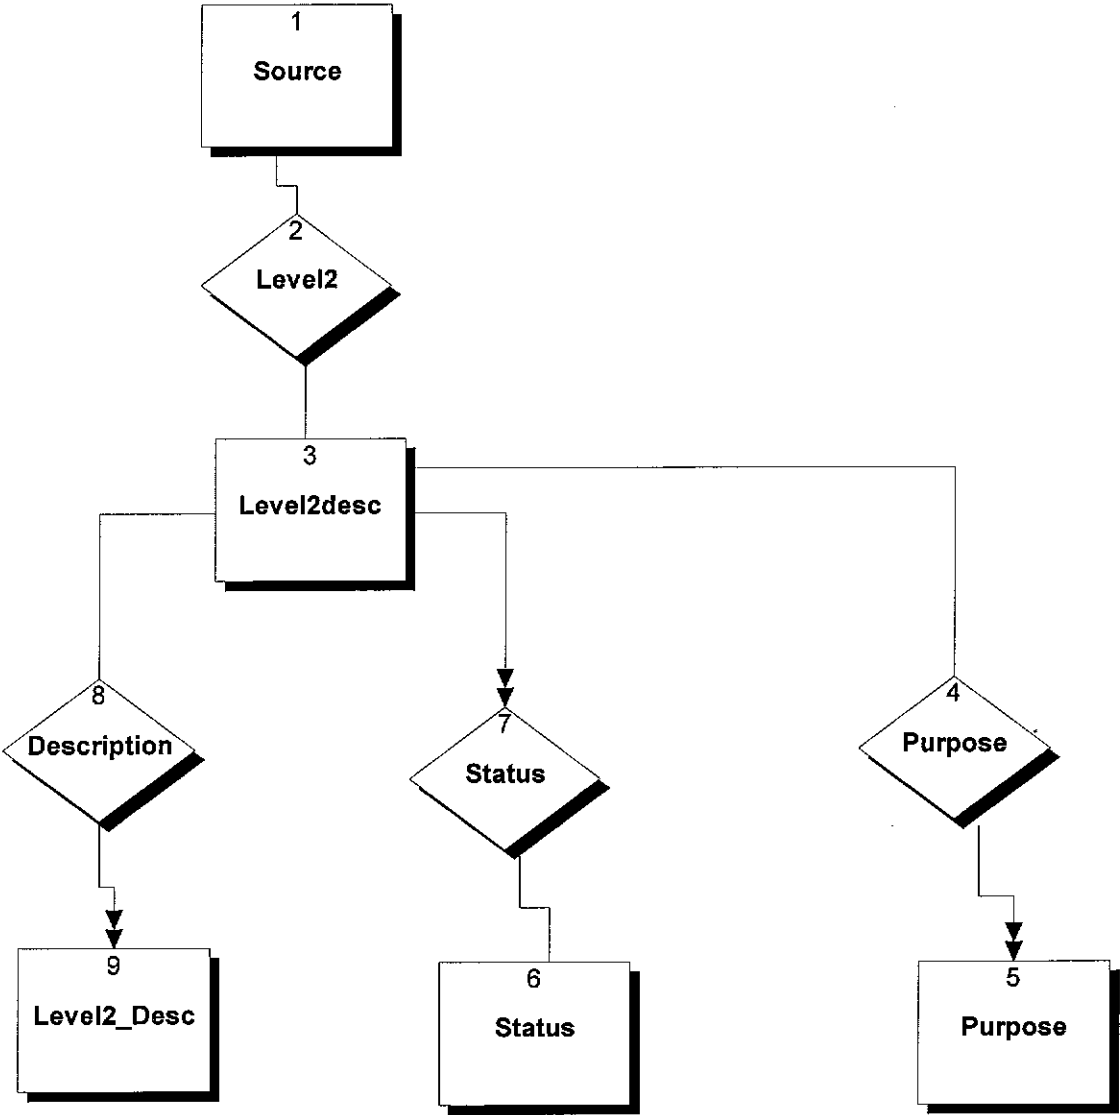 1
Source
2
Level2
3
Level2desc
8
Description
7
Status
4
Purpose
9
Level2_Desc
6
Status
5
Purpose